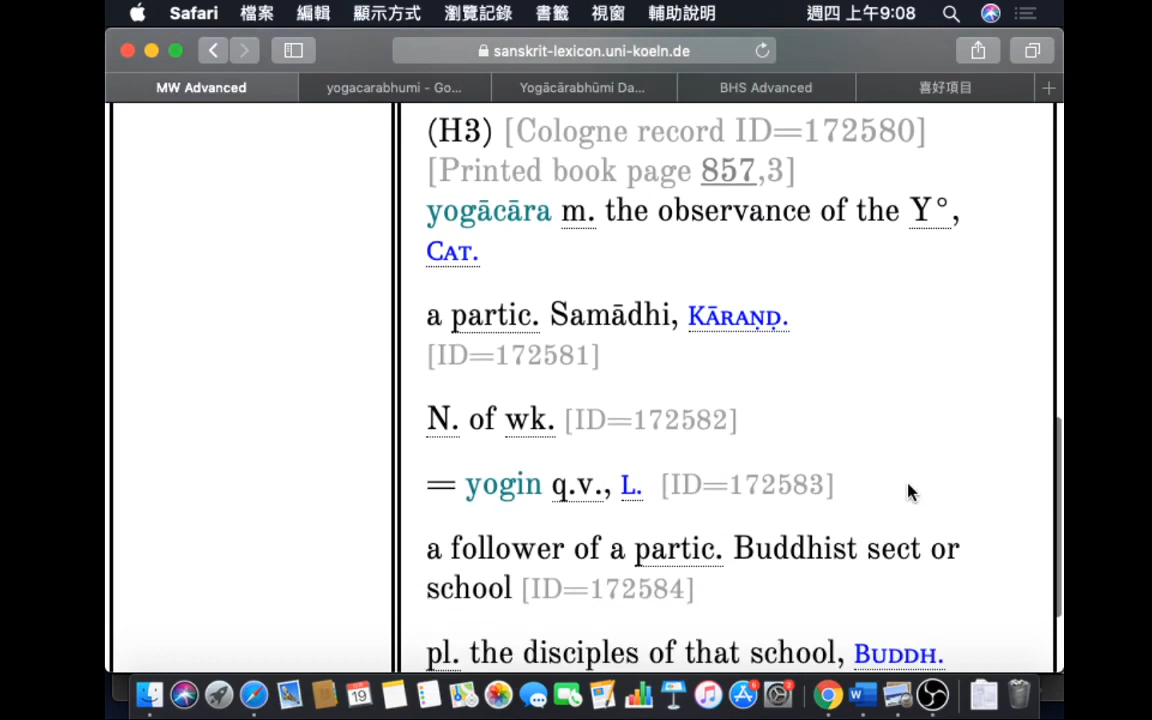 Safari 檔案 編輯 顯示方式 瀏覽記錄 書籤 視窗 輔助說明 週四 上午9:08
sanskrit-lexicon.uni-koeln.de
MW Advanced yogacarabhumi - Go... Yogācārabhūmi Da... BHS Advanced 喜好項目
(H3) [Cologne record ID=172580]
[Printed book page 857,3]
yogācāra m. the observance of the Y°,
CAT.
a partic. Samādhi, KĀRAṆḌ.
[ID=172581]
N. of wk. [ID=172582]
= yogin q.v., L. [ID=172583]
a follower of a partic. Buddhist sect or
school [ID=172584]
pl. the disciples of that school, BUDDH.